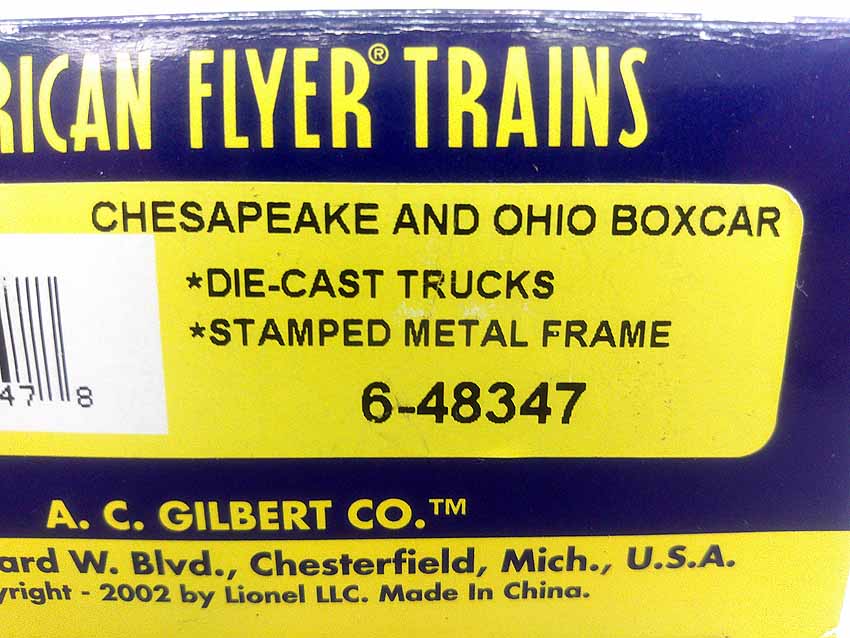 RICAN FLYER® TRAINS
CHESAPEAKE AND OHIO BOXCAR
*DIE-CAST TRUCKS
*STAMPED METAL FRAME
47 8
6-48347
A. C. GILBERT CO.™
ard W. Blvd., Chesterfield, Mich., U.S.A.
yright - 2002 by Lionel LLC. Made In China.